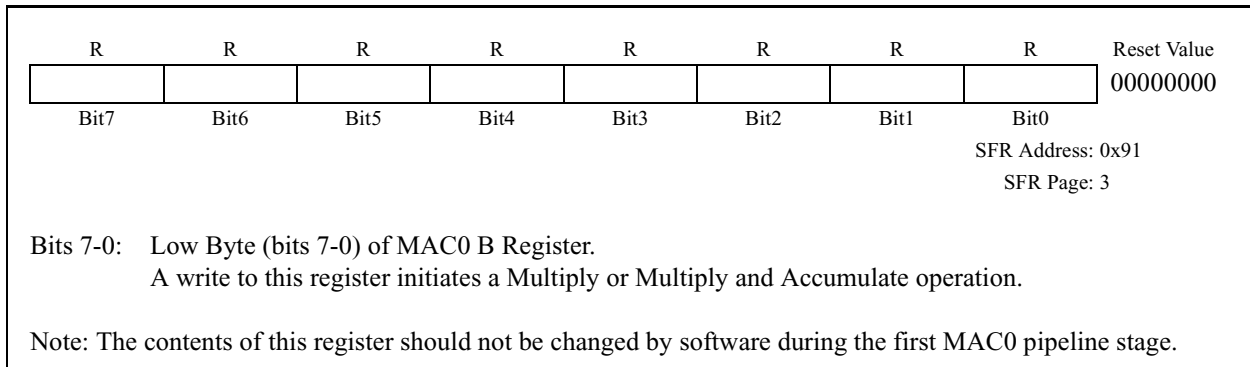 R R R R R R R R Reset Value
00000000
Bit7 Bit6 Bit5 Bit4 Bit3 Bit2 Bit1 Bit0
SFR Address: 0x91
SFR Page: 3
Bits 7-0: Low Byte (bits 7-0) of MAC0 B Register.
A write to this register initiates a Multiply or Multiply and Accumulate operation.
Note: The contents of this register should not be changed by software during the first MAC0 pipeline stage.